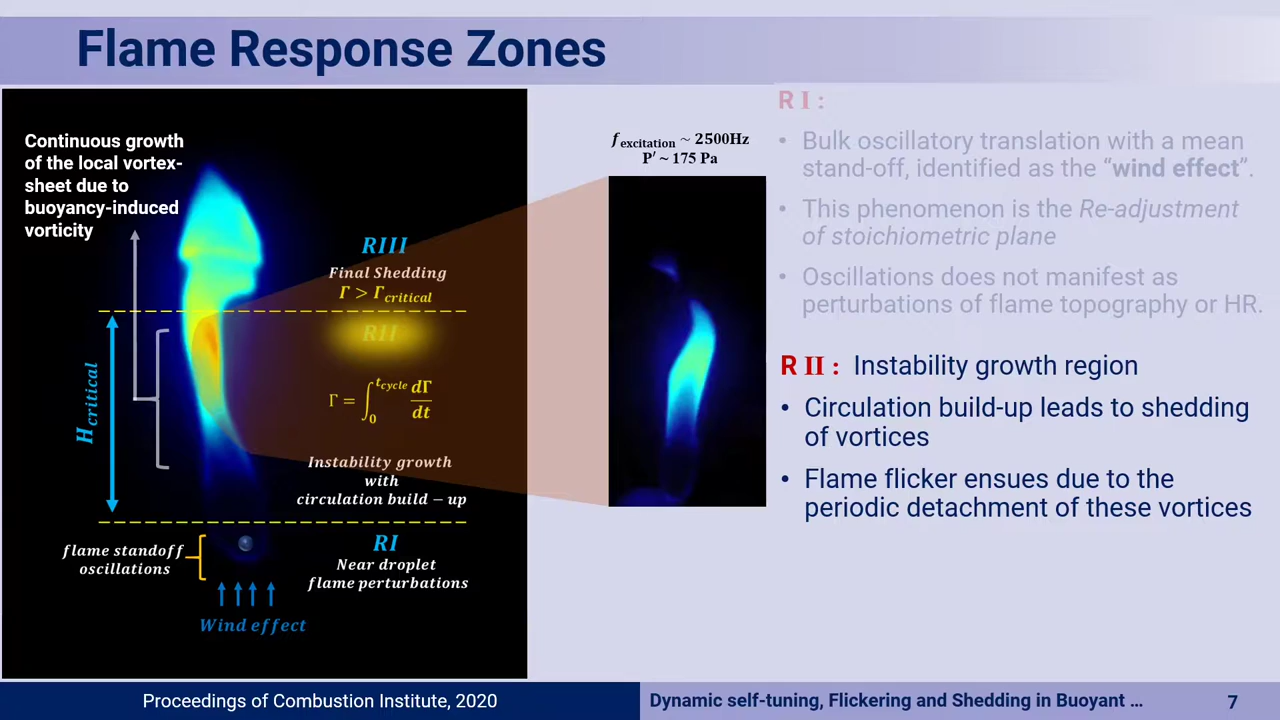 Flame Response Zones
Continuous growth
of the local vortex-
sheet due to
buoyancy-induced
vorticity
RIII
Final Shedding
Γ > Γcritical
RII
Hcritical
Γ = ∫₀^tcycle dΓ/dt
Instability growth
with
circulation build − up
flame standoff
oscillations
RI
Near droplet
flame perturbations
Wind effect
fexcitation ~ 2500Hz
P′ ~ 175 Pa
R I :
• Bulk oscillatory translation with a mean
stand-off, identified as the “wind effect”.
• This phenomenon is the Re-adjustment
of stoichiometric plane
• Oscillations does not manifest as
perturbations of flame topography or HR.
R II : Instability growth region
• Circulation build-up leads to shedding
of vortices
• Flame flicker ensues due to the
periodic detachment of these vortices
Proceedings of Combustion Institute, 2020
Dynamic self-tuning, Flickering and Shedding in Buoyant ...
7